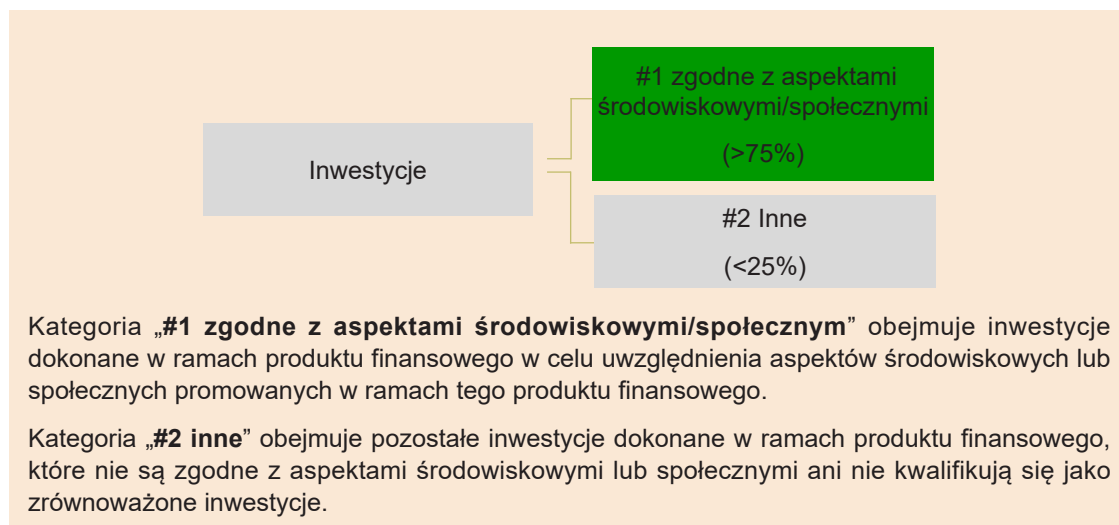 #1 zgodne z aspektami
środowiskowymi/społecznymi
(>75%)
Inwestycje
#2 Inne
(<25%)
Kategoria „#1 zgodne z aspektami środowiskowymi/społecznym” obejmuje inwestycje
dokonane w ramach produktu finansowego w celu uwzględnienia aspektów środowiskowych lub
społecznych promowanych w ramach tego produktu finansowego.
Kategoria „#2 inne” obejmuje pozostałe inwestycje dokonane w ramach produktu finansowego,
które nie są zgodne z aspektami środowiskowymi lub społecznymi ani nie kwalifikują się jako
zrównoważone inwestycje.